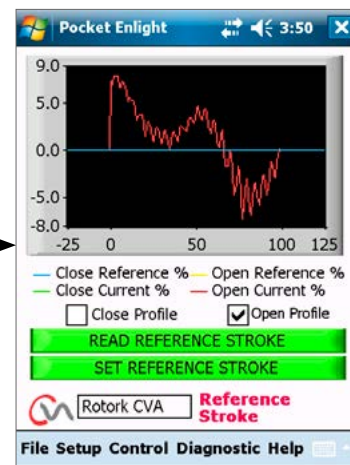 Pocket Enlight 3:50
9.0
5.0
0.0
-5.0
-8.0
-25 0 50 100 125
Close Reference % Open Reference %
Close Current % Open Current %
Close Profile Open Profile
READ REFERENCE STROKE
SET REFERENCE STROKE
Rotork CVA Reference
Stroke
File Setup Control Diagnostic Help